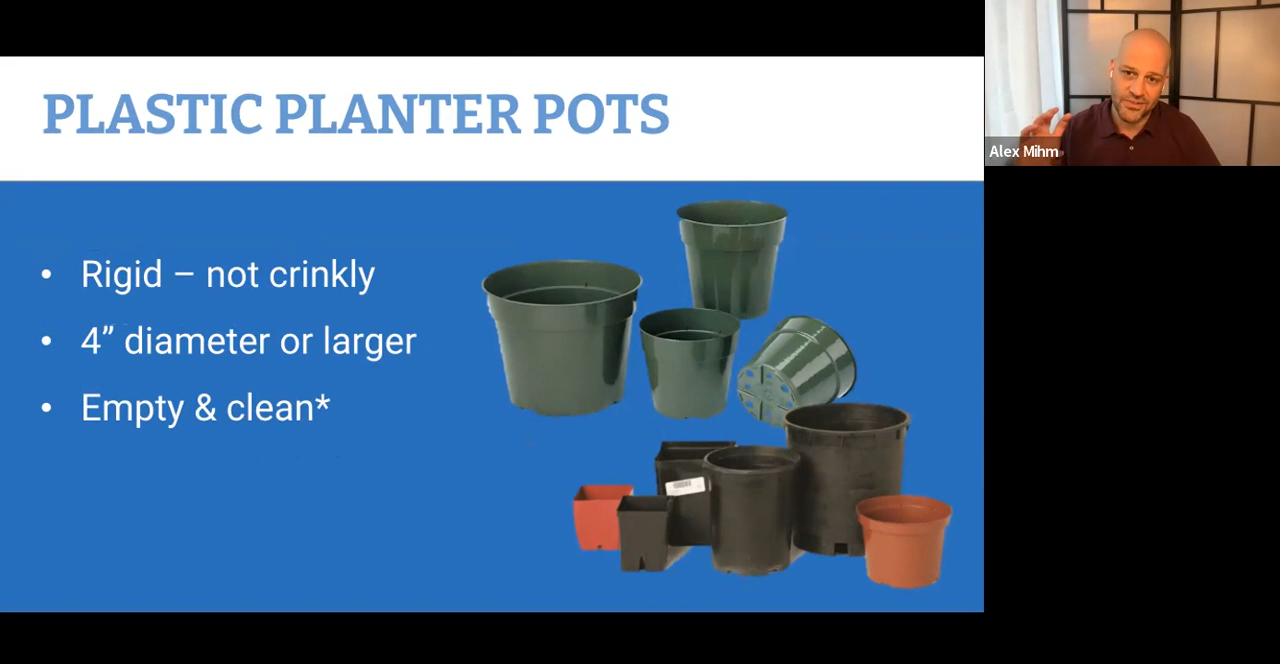 PLASTIC PLANTER POTS
Alex Mihm
• Rigid – not crinkly
• 4” diameter or larger
• Empty & clean*